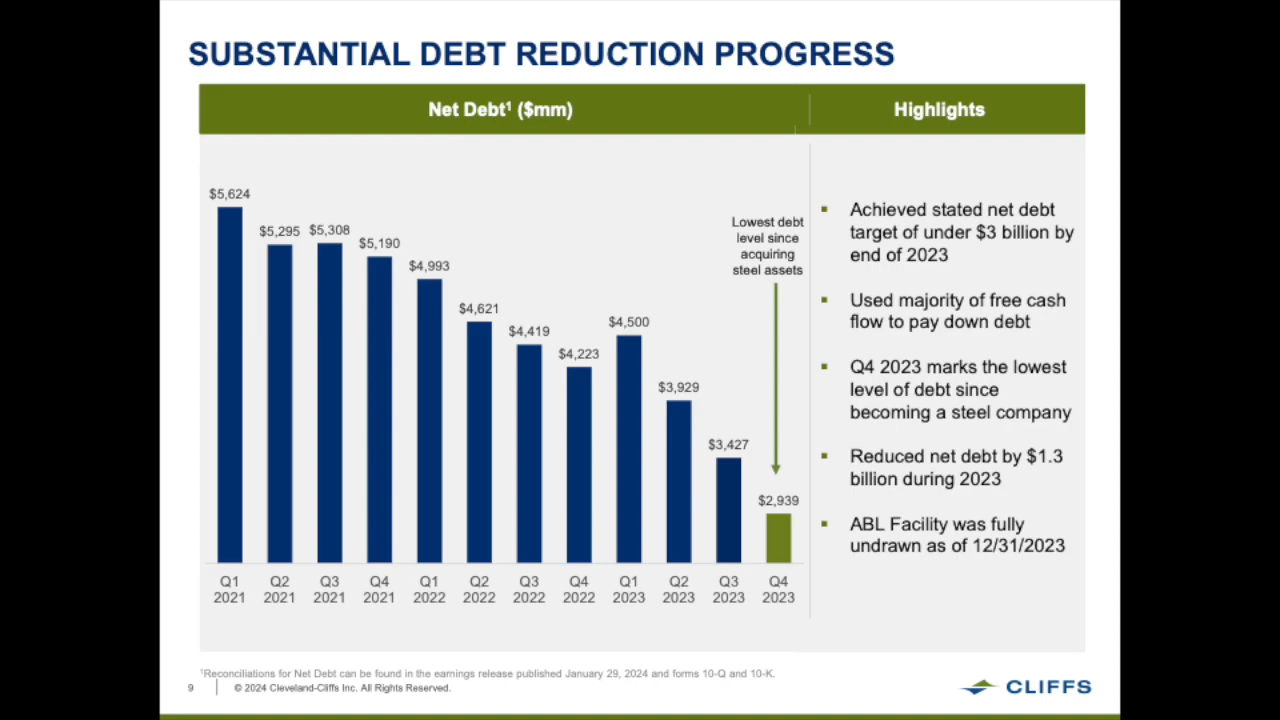 SUBSTANTIAL DEBT REDUCTION PROGRESS
Net Debt¹ ($mm)
Highlights
$5,624
$5,295
$5,308
$5,190
$4,993
$4,621
$4,419
$4,223
$4,500
$3,929
$3,427
$2,939
Lowest debt
level since
acquiring
steel assets
Q1
2021
Q2
2021
Q3
2021
Q4
2021
Q1
2022
Q2
2022
Q3
2022
Q4
2022
Q1
2023
Q2
2023
Q3
2023
Q4
2023
▪ Achieved stated net debt
target of under $3 billion by
end of 2023
▪ Used majority of free cash
flow to pay down debt
▪ Q4 2023 marks the lowest
level of debt since
becoming a steel company
▪ Reduced net debt by $1.3
billion during 2023
▪ ABL Facility was fully
undrawn as of 12/31/2023
¹Reconciliations for Net Debt can be found in the earnings release published January 29, 2024 and forms 10-Q and 10-K.
9
© 2024 Cleveland-Cliffs Inc. All Rights Reserved.
CLIFFS